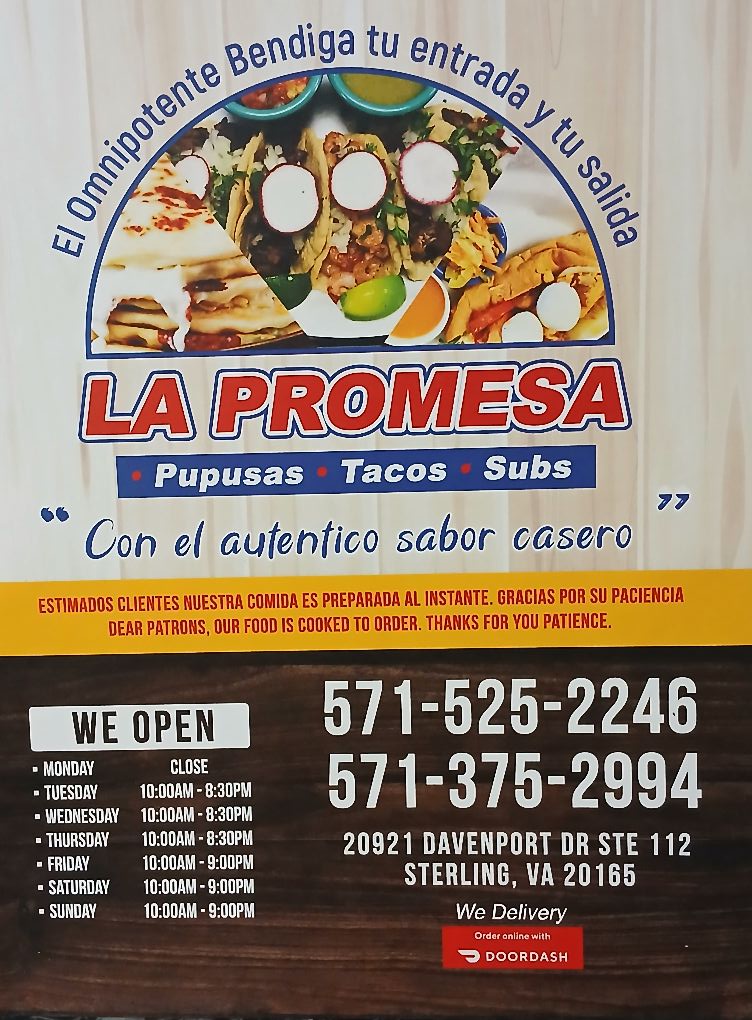 El Omnipotente Bendiga tu entrada y tu salida
LA PROMESA
• Pupusas • Tacos • Subs
“ Con el autentico sabor casero ”
ESTIMADOS CLIENTES NUESTRA COMIDA ES PREPARADA AL INSTANTE. GRACIAS POR SU PACIENCIA
DEAR PATRONS, OUR FOOD IS COOKED TO ORDER. THANKS FOR YOU PATIENCE.
WE OPEN
▪ MONDAY CLOSE
▪ TUESDAY 10:00AM - 8:30PM
▪ WEDNESDAY 10:00AM - 8:30PM
▪ THURSDAY 10:00AM - 8:30PM
▪ FRIDAY 10:00AM - 9:00PM
▪ SATURDAY 10:00AM - 9:00PM
▪ SUNDAY 10:00AM - 9:00PM
571-525-2246
571-375-2994
20921 DAVENPORT DR STE 112
STERLING, VA 20165
We Delivery
Order online with
DOORDASH